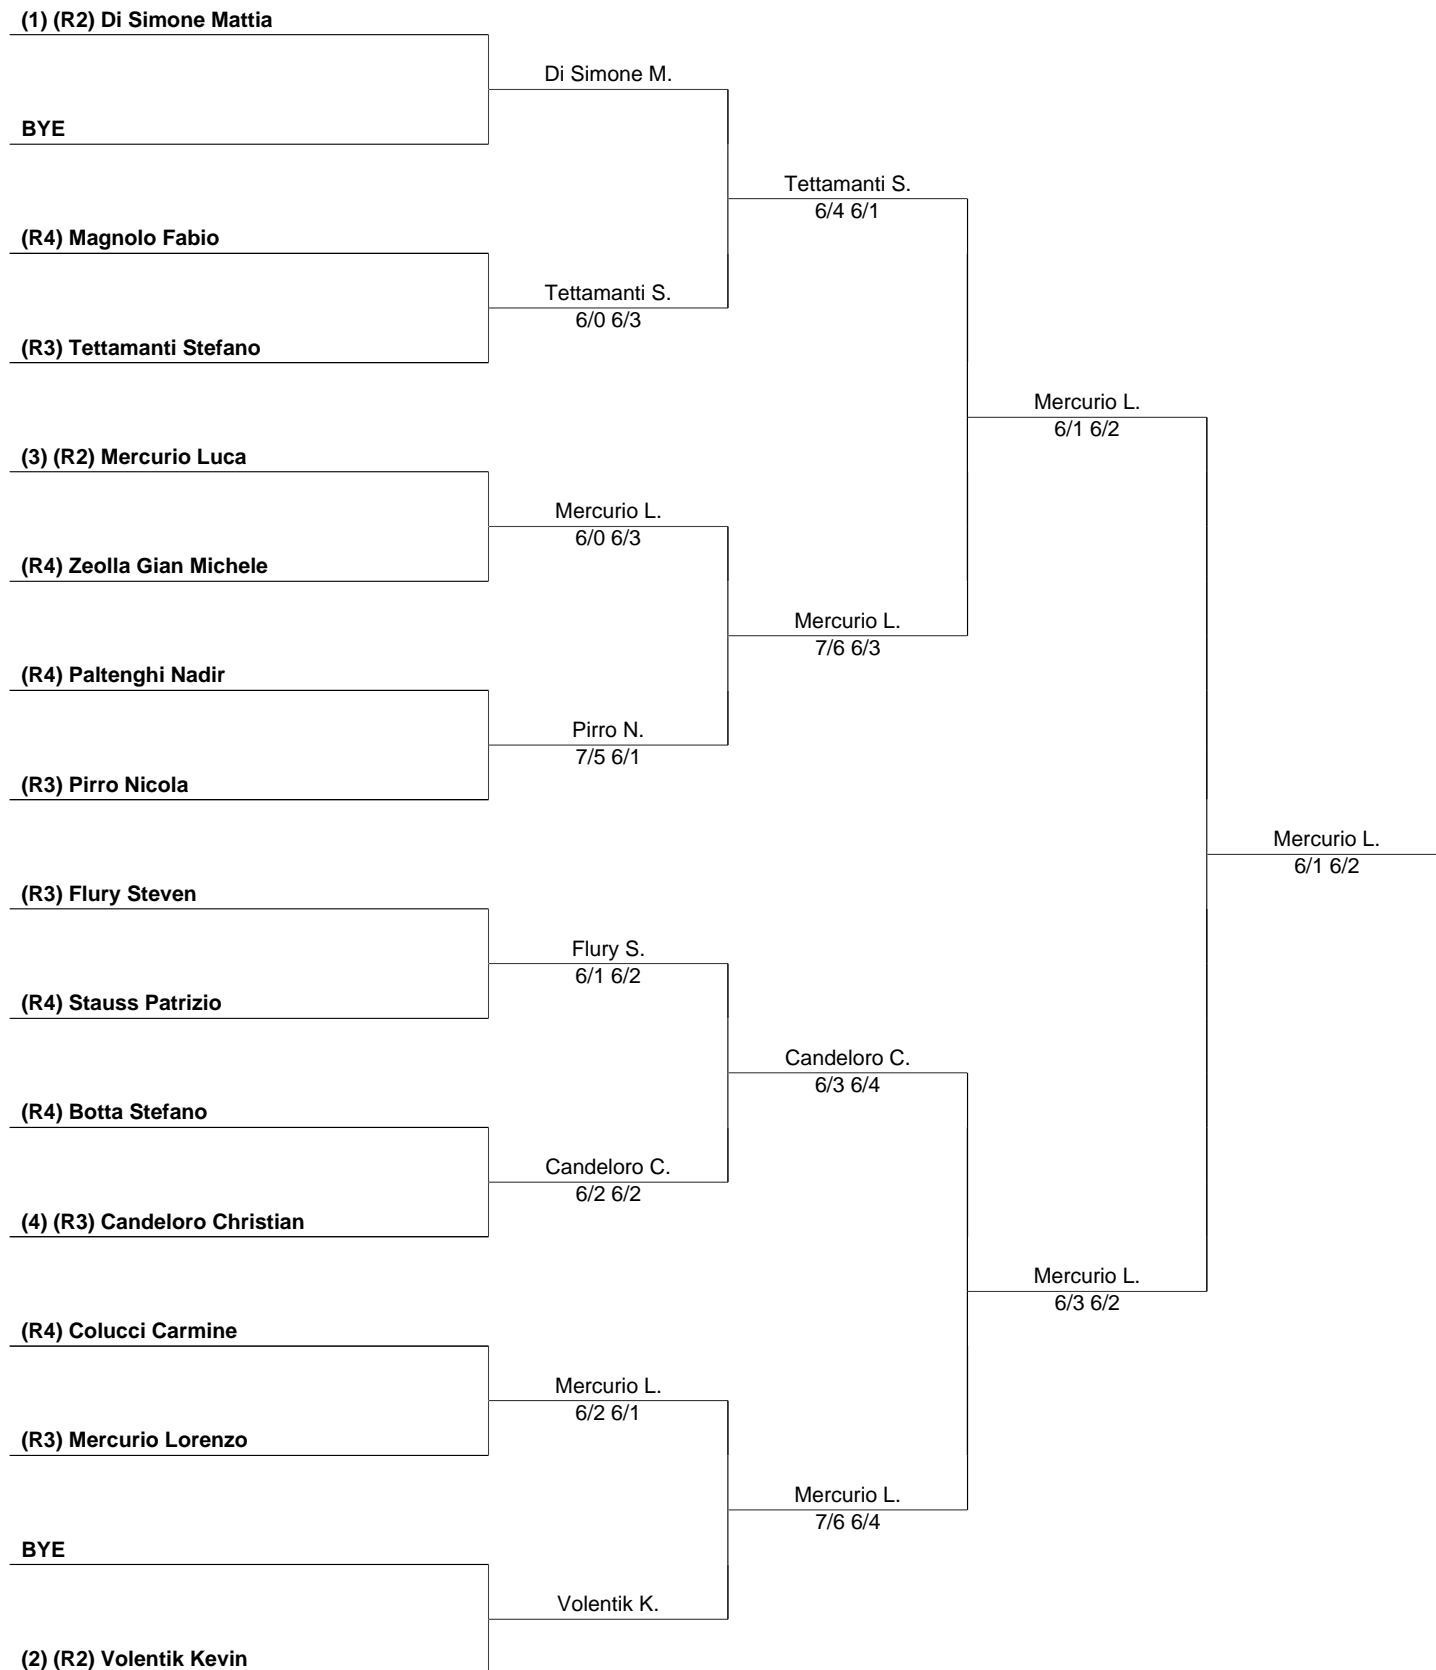 (1) (R2) Di Simone Mattia
Di Simone M.
BYE
Tettamanti S.
6/4 6/1
(R4) Magnolo Fabio
Tettamanti S.
6/0 6/3
(R3) Tettamanti Stefano
Mercurio L.
6/1 6/2
(3) (R2) Mercurio Luca
Mercurio L.
6/0 6/3
(R4) Zeolla Gian Michele
Mercurio L.
7/6 6/3
(R4) Paltenghi Nadir
Pirro N.
7/5 6/1
(R3) Pirro Nicola
Mercurio L.
6/1 6/2
(R3) Flury Steven
Flury S.
6/1 6/2
(R4) Stauss Patrizio
Candeloro C.
6/3 6/4
(R4) Botta Stefano
Candeloro C.
6/2 6/2
(4) (R3) Candeloro Christian
Mercurio L.
6/3 6/2
(R4) Colucci Carmine
Mercurio L.
6/2 6/1
(R3) Mercurio Lorenzo
Mercurio L.
7/6 6/4
BYE
Volentik K.
(2) (R2) Volentik Kevin